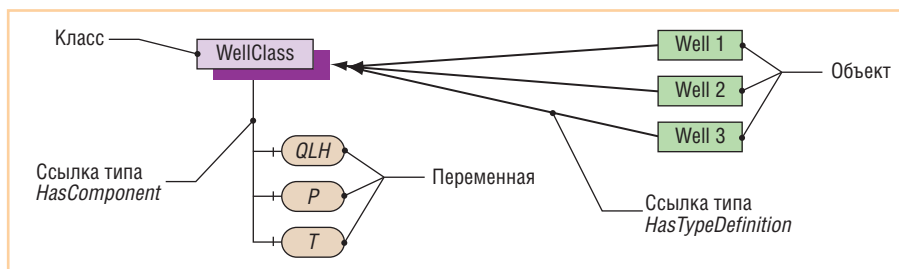 Класс
WellClass
Well 1
Well 2
Well 3
Объект
QLH
P
T
Переменная
Ссылка типа
HasComponent
Ссылка типа
HasTypeDefinition